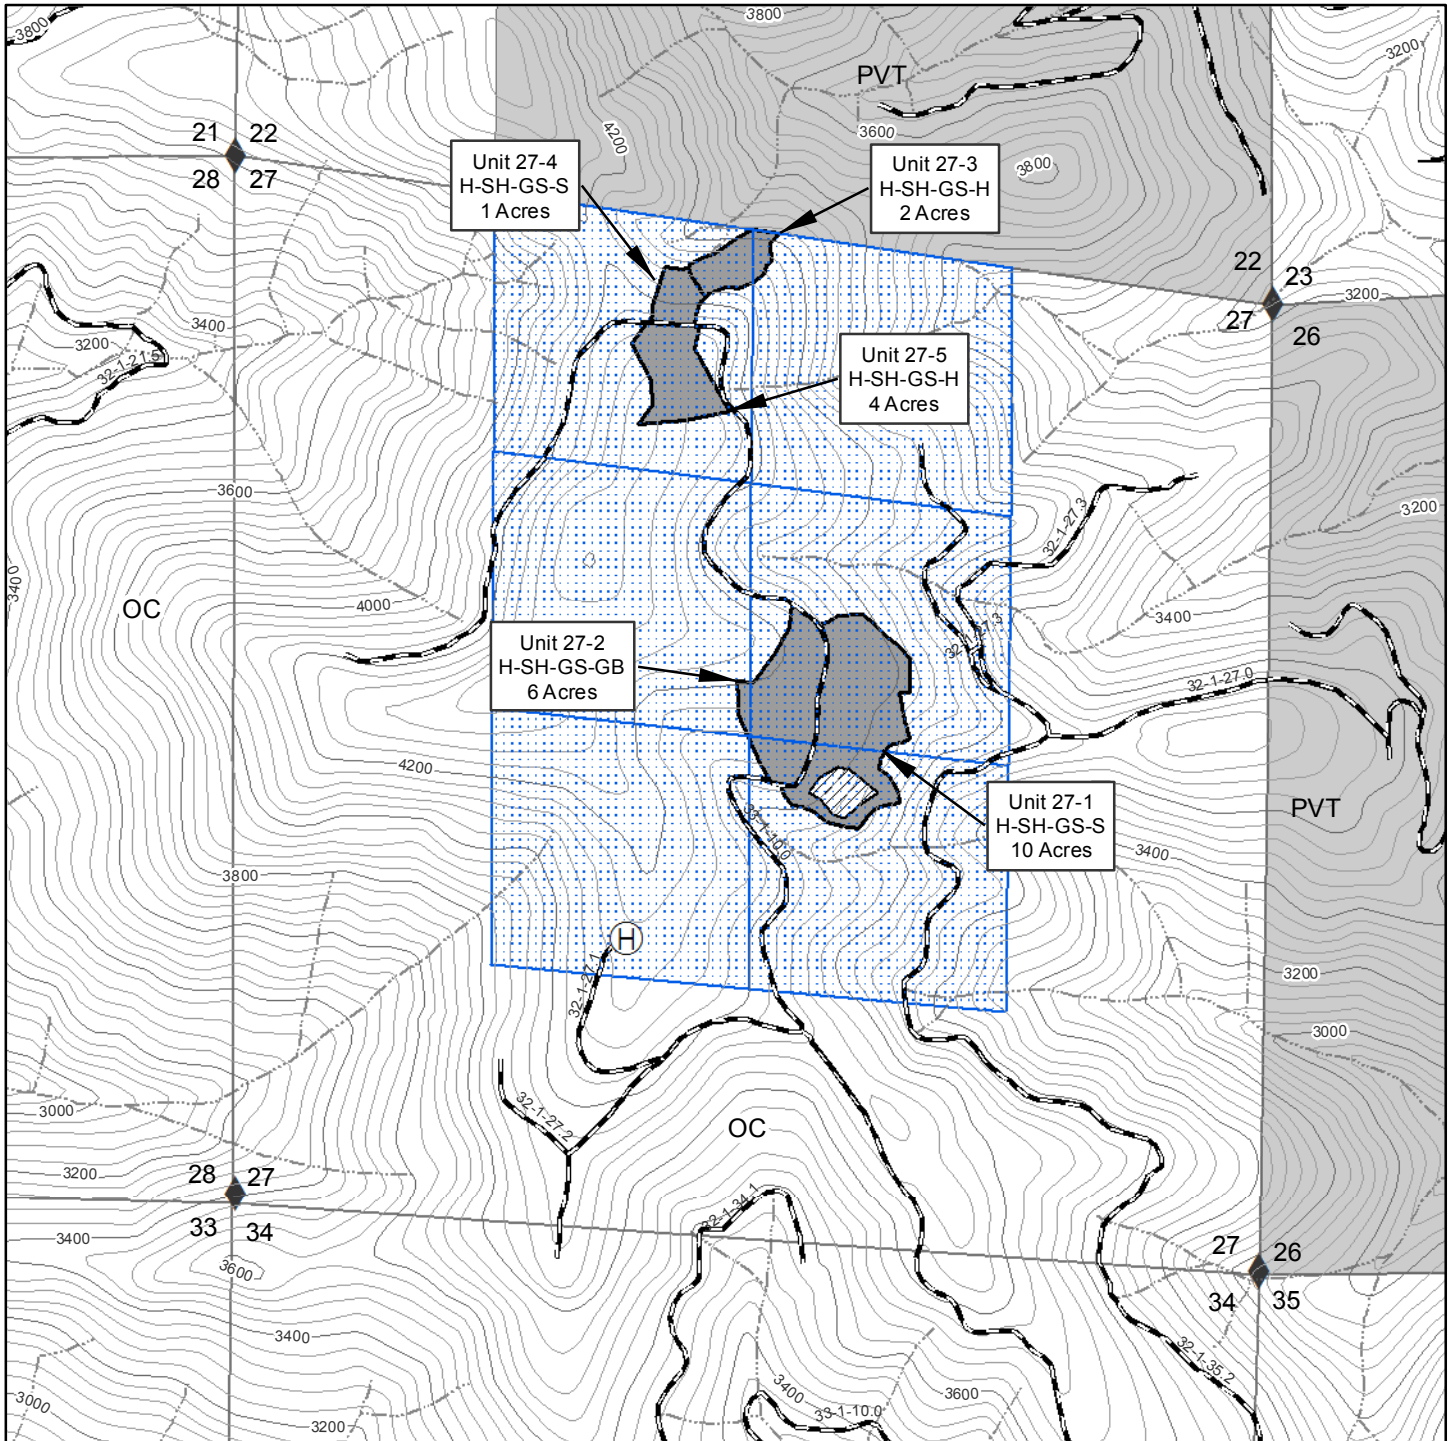 3800
3800
3200
PVT
3600
4200
3800
21 22
28 27
Unit 27-4
H-SH-GS-S
1 Acres
Unit 27-3
H-SH-GS-H
2 Acres
22 23
27 26
3200
3400
3200
32-1-21.5
Unit 27-5
H-SH-GS-H
4 Acres
3600
3200
32-1-27.3
3400
OC
4000
3400
32-1-27.3
Unit 27-2
H-SH-GS-GB
6 Acres
32-1-27.0
4200
PVT
Unit 27-1
H-SH-GS-S
10 Acres
33-1-10.0
3400
3800
H
32-1-27.1
3200
3000
3000
32-1-27.2
OC
3200
28 27
33 34
32-1-34.1
3400
3600
27 26
34 35
3400
32-1-35.2
3400
3600
3000
33-1-10.0
3200